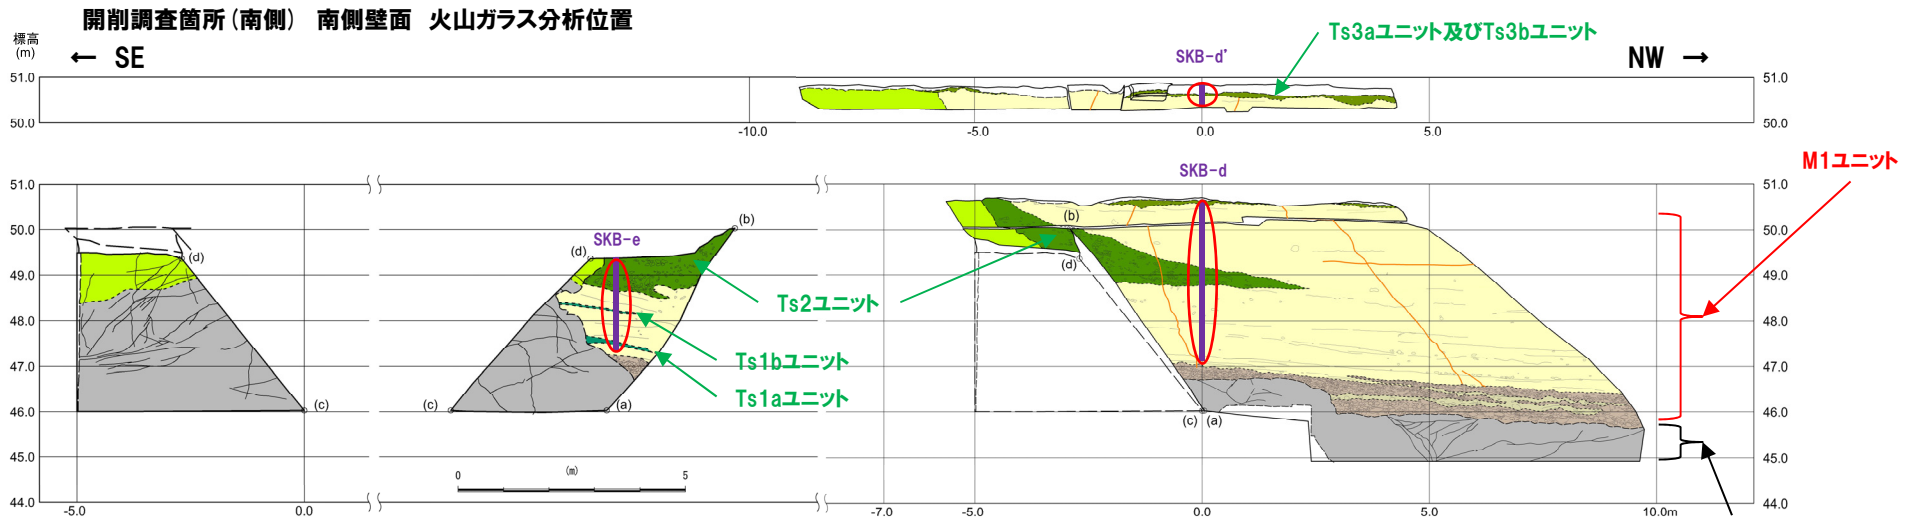 開削調査箇所(南側) 南側壁面 火山ガラス分析位置
標高
(m)
← SE
NW →
SKB-d'
Ts3aユニット及びTs3bユニット
51.0
50.0
51.0
50.0
-10.0
-5.0
0.0
5.0
M1ユニット
SKB-d
SKB-e
51.0
50.0
49.0
48.0
47.0
46.0
45.0
44.0
51.0
50.0
49.0
48.0
47.0
46.0
45.0
44.0
(d)
(c)
(d)
(b)
(c)
(a)
(b)
(d)
(c)
(a)
Ts2ユニット
Ts1bユニット
Ts1aユニット
0
(m)
5
-5.0
0.0
-7.0
-5.0
0.0
5.0
10.0m